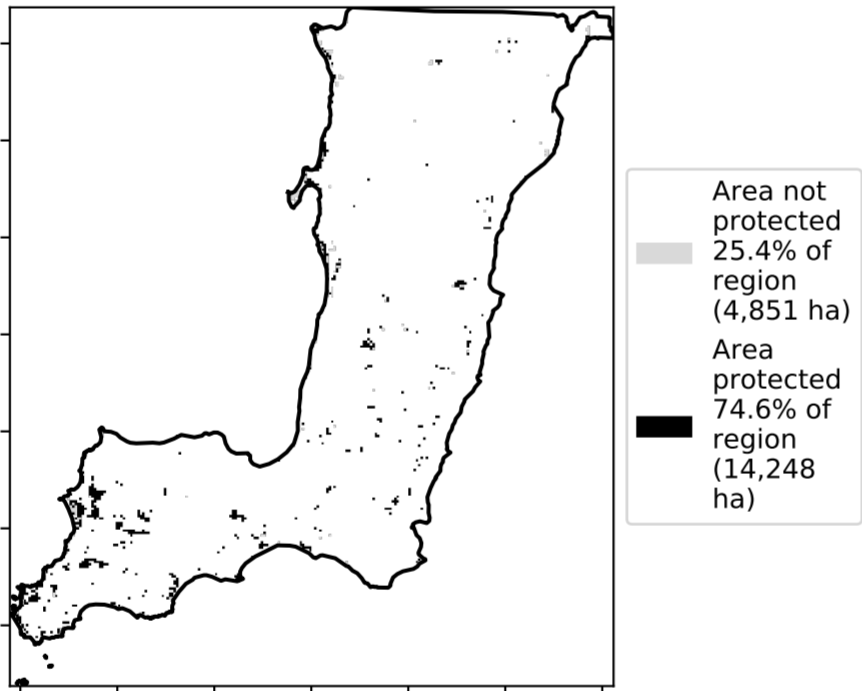 Area not
protected
25.4% of
region
(4,851 ha)
Area
protected
74.6% of
region
(14,248
ha)